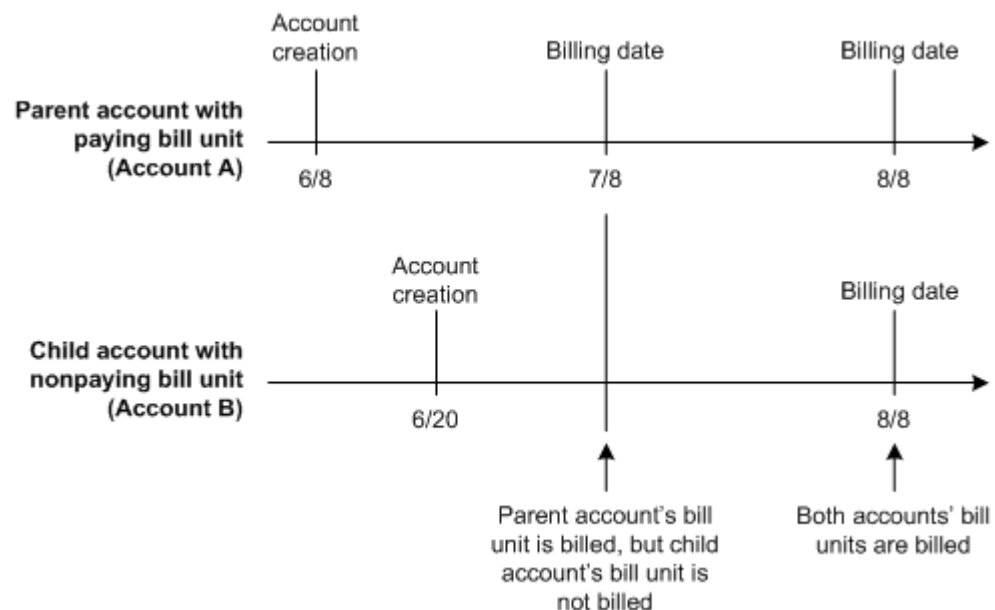 Account
creation
Billing date
Billing date
Parent account with
paying bill unit
(Account A)
6/8
7/8
8/8
Account
creation
Billing date
Child account with
nonpaying bill unit
(Account B)
6/20
8/8
Parent account's bill
unit is billed, but child
account's bill unit is
not billed
Both accounts' bill
units are billed